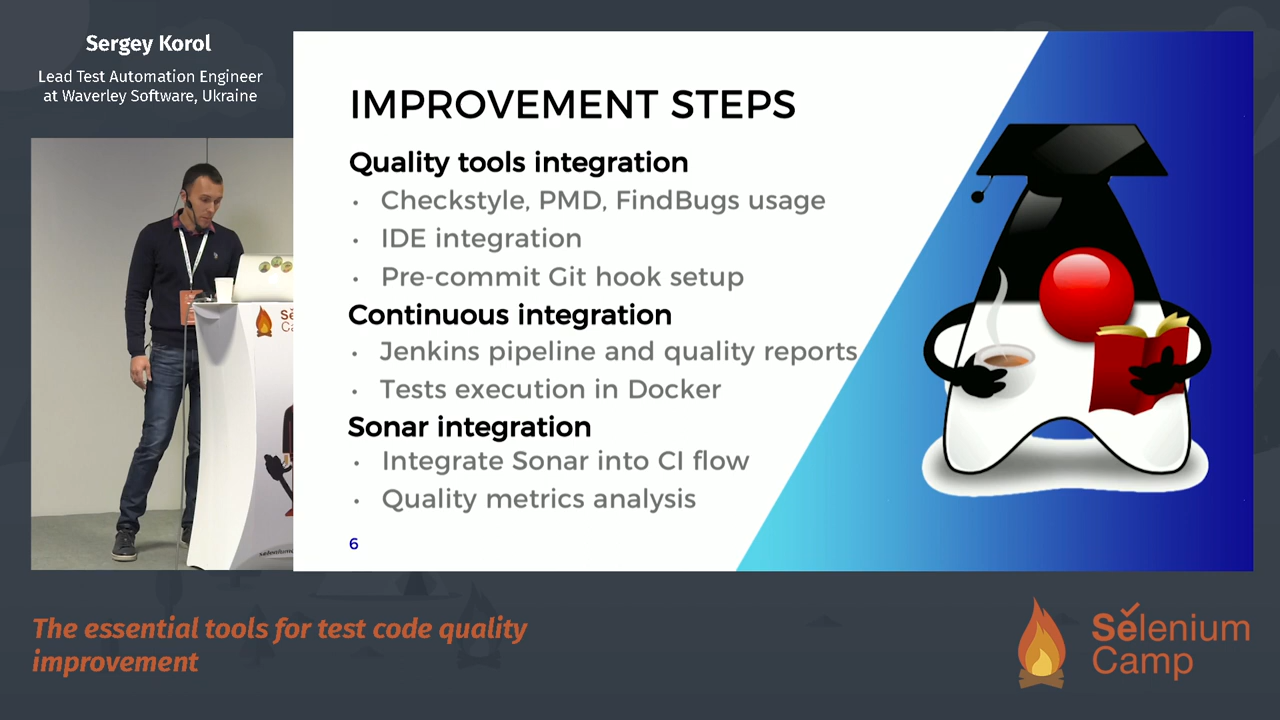 Sergey Korol
Lead Test Automation Engineer
at Waverley Software, Ukraine
IMPROVEMENT STEPS
Quality tools integration
• Checkstyle, PMD, FindBugs usage
• IDE integration
• Pre-commit Git hook setup
Continuous integration
• Jenkins pipeline and quality reports
• Tests execution in Docker
Sonar integration
• Integrate Sonar into CI flow
• Quality metrics analysis
6
The essential tools for test code quality
improvement
Selenium
Camp